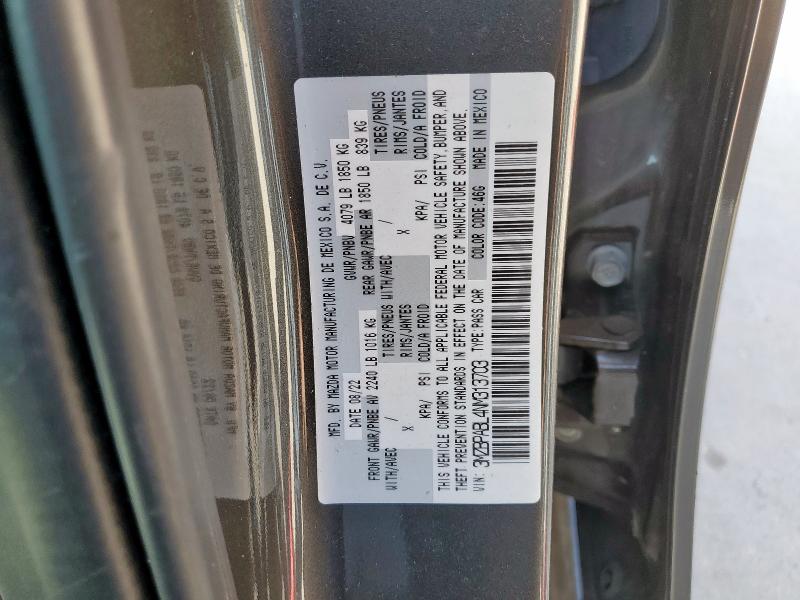 MFD. BY MAZDA MOTOR MANUFACTURING DE MEXICO S.A. DE C.V.
DATE 08/22 GVWR/PNBV 4079 LB 1850 KG
FRONT GAWR/PNBE AV 2240 LB 1016 KG REAR GAWR/PNBE AR 1850 LB 839 KG
WITH/AVEC / TIRES/PNEUS WITH/AVEC / TIRES/PNEUS
X RIMS/JANTES X RIMS/JANTES
KPA/ PSI COLD/A FROID KPA/ PSI COLD/A FROID
THIS VEHICLE CONFORMS TO ALL APPLICABLE FEDERAL MOTOR VEHICLE SAFETY, BUMPER, AND
THEFT PREVENTION STANDARDS IN EFFECT ON THE DATE OF MANUFACTURE SHOWN ABOVE.
VIN: 3MZBPABL4NM313703 TYPE:PASS CAR COLOR CODE:46G MADE IN MEXICO